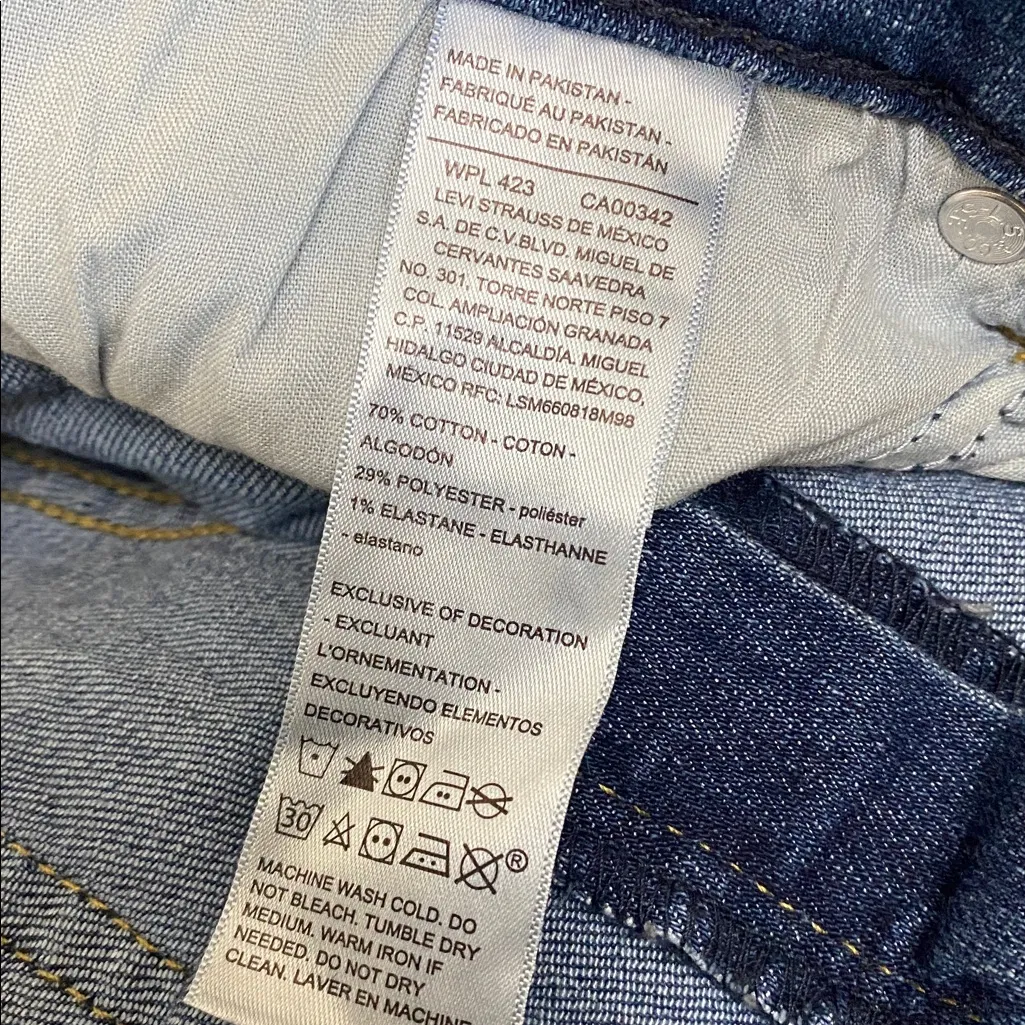 MADE IN PAKISTAN -
FABRIQUÉ AU PAKISTAN -
FABRICADO EN PAKISTÁN
WPL 423 CA00342
LEVI STRAUSS DE MÉXICO
S.A. DE C.V.BLVD. MIGUEL DE
CERVANTES SAAVEDRA
NO. 301, TORRE NORTE PISO 7
COL. AMPLIACIÓN GRANADA
C.P. 11529 ALCALDÍA. MIGUEL
HIDALGO CIUDAD DE MÉXICO,
MÉXICO RFC: LSM660818M98
70% COTTON - COTON -
ALGODÓN
29% POLYESTER - poliéster
1% ELASTANE - ELASTHANNE
- elastano
EXCLUSIVE OF DECORATION
- EXCLUANT
L'ORNEMENTATION -
EXCLUYENDO ELEMENTOS
DECORATIVOS
30 ®
MACHINE WASH COLD. DO
NOT BLEACH. TUMBLE DRY
MEDIUM. WARM IRON IF
NEEDED. DO NOT DRY
CLEAN. LAVER EN MACHINE